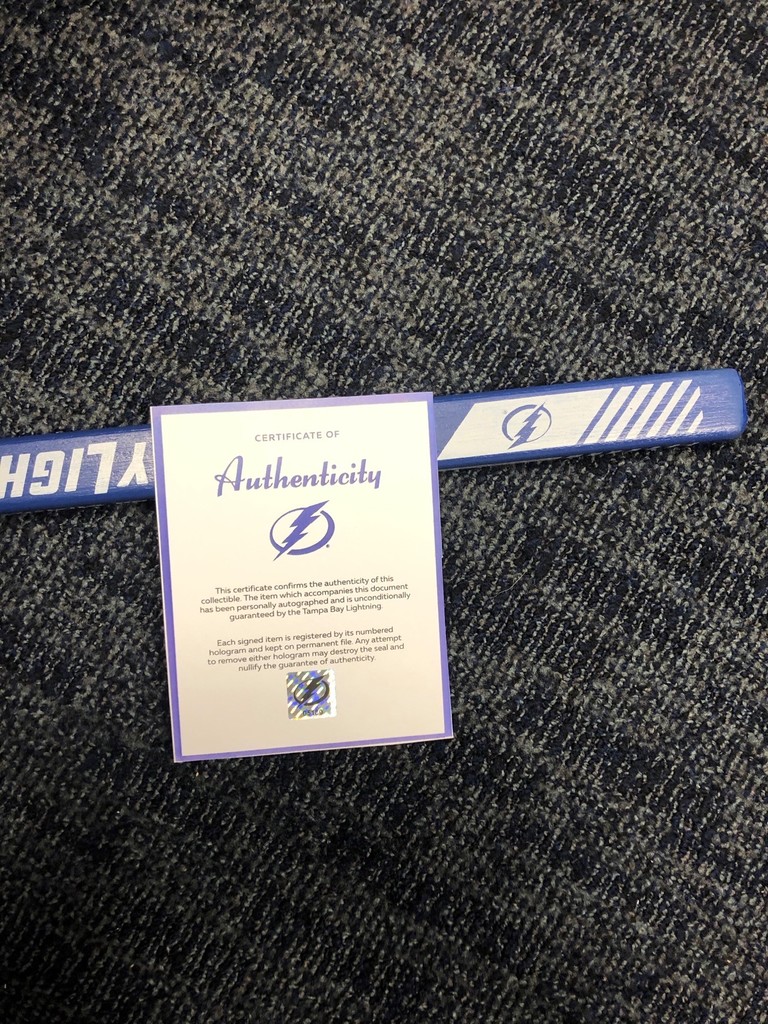 YLIGH
CERTIFICATE OF
Authenticity
This certificate confirms the authenticity of this
collectible. The item which accompanies this document
has been personally autographed and is unconditionally
guaranteed by the Tampa Bay Lightning.
Each signed item is registered by its numbered
hologram and kept on permanent file. Any attempt
to remove either hologram may destroy the seal and
nullify the guarantee of authenticity.